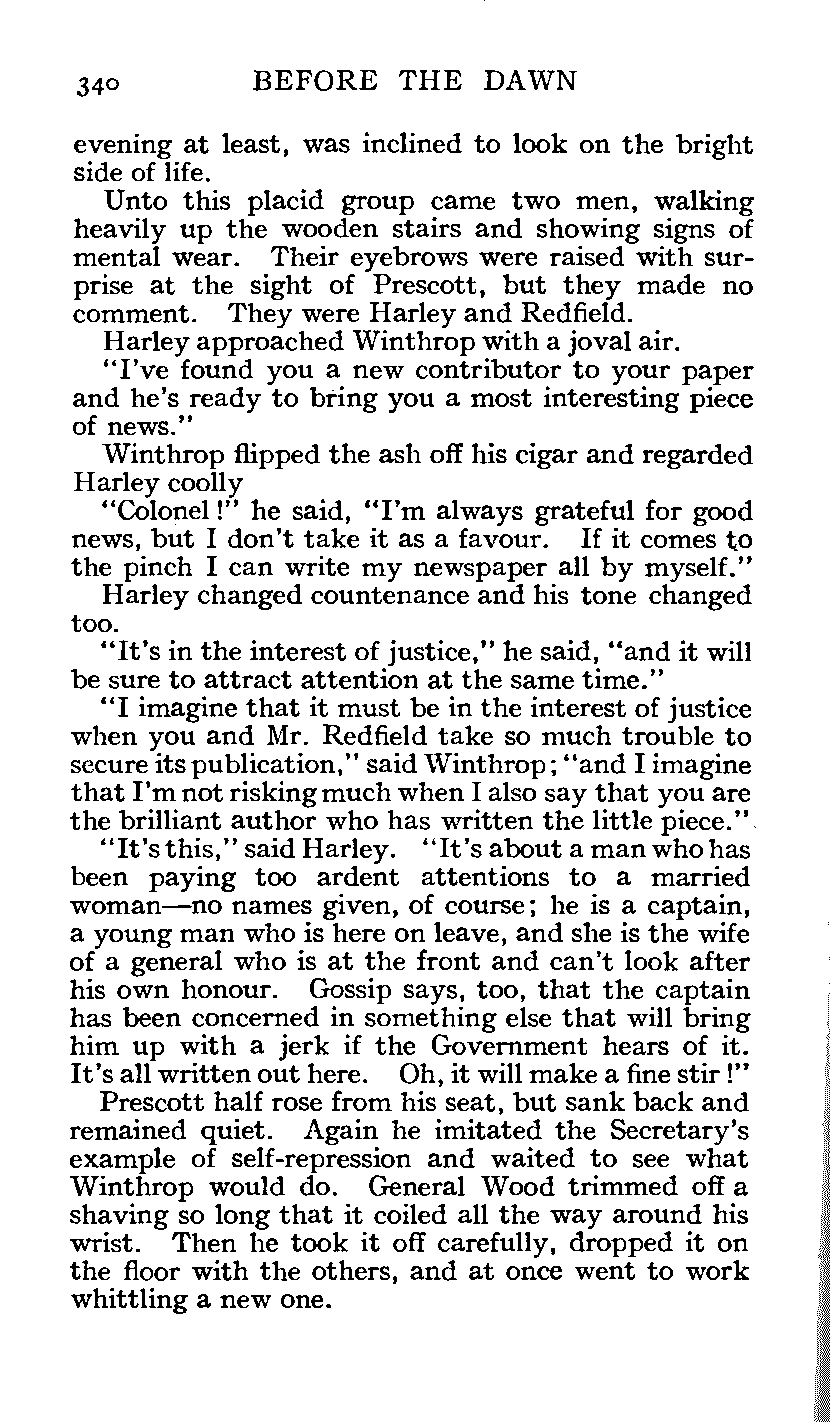 340 BEFORE THE DAWN
evening at least, was inclined to look on the bright
side of life.
Unto this placid group came two men, walking
heavily up the wooden stairs and showing signs of
mental wear. Their eyebrows were raised with sur-
prise at the sight of Prescott, but they made no
comment. They were Harley and Redfield.
Harley approached Winthrop with a joval air.
"I've found you a new contributor to your paper
and he's ready to bring you a most interesting piece
of news."
Winthrop flipped the ash off his cigar and regarded
Harley coolly
"Colonel!" he said, "I'm always grateful for good
news, but I don't take it as a favour. If it comes to
the pinch I can write my newspaper all by myself."
Harley changed countenance and his tone changed
too.
"It's in the interest of justice," he said, "and it will
be sure to attract attention at the same time."
"I imagine that it must be in the interest of justice
when you and Mr. Redfield take so much trouble to
secure its publication," said Winthrop; "and I imagine
that I'm not risking much when I also say that you are
the brilliant author who has written the little piece."
"It's this," said Harley. "It's about a man who has
been paying too ardent attentions to a married
woman—no names given, of course; he is a captain,
a young man who is here on leave, and she is the wife
of a general who is at the front and can't look after
his own honour. Gossip says, too, that the captain
has been concerned in something else that will bring
him up with a jerk if the Government hears of it.
It's all written out here. Oh, it will make a fine stir!"
Prescott half rose from his seat, but sank back and
remained quiet. Again he imitated the Secretary's
example of self-repression and waited to see what
Winthrop would do. General Wood trimmed off a
shaving so long that it coiled all the way around his
wrist. Then he took it off carefully, dropped it on
the floor with the others, and at once went to work
whittling a new one.